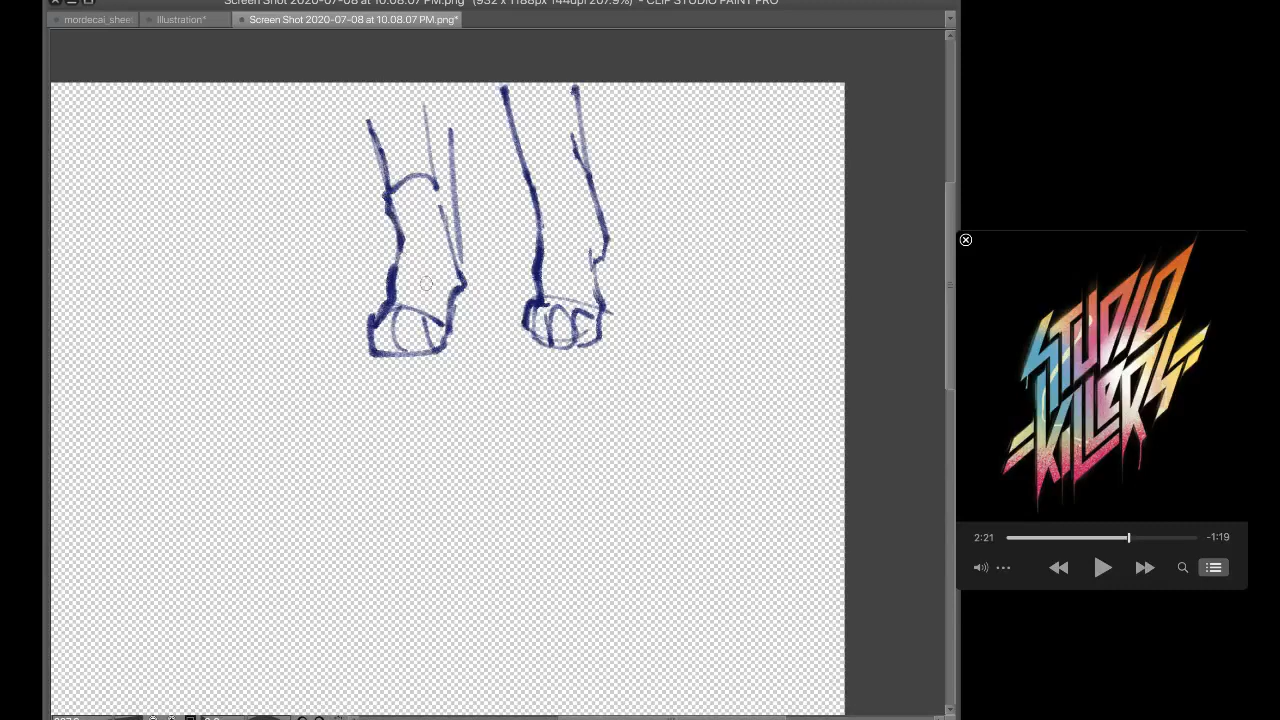 Screen Shot 2020-07-08 at 10.08.07 PM.png* (932 x 1188px 144dpi 207.9%) - CLIP STUDIO PAINT PRO
mordecai_shee
Illustration*
Screen Shot 2020-07-08 at 10.08.07 PM.png*
STUDIO
KILLERS
2:21
-1:19